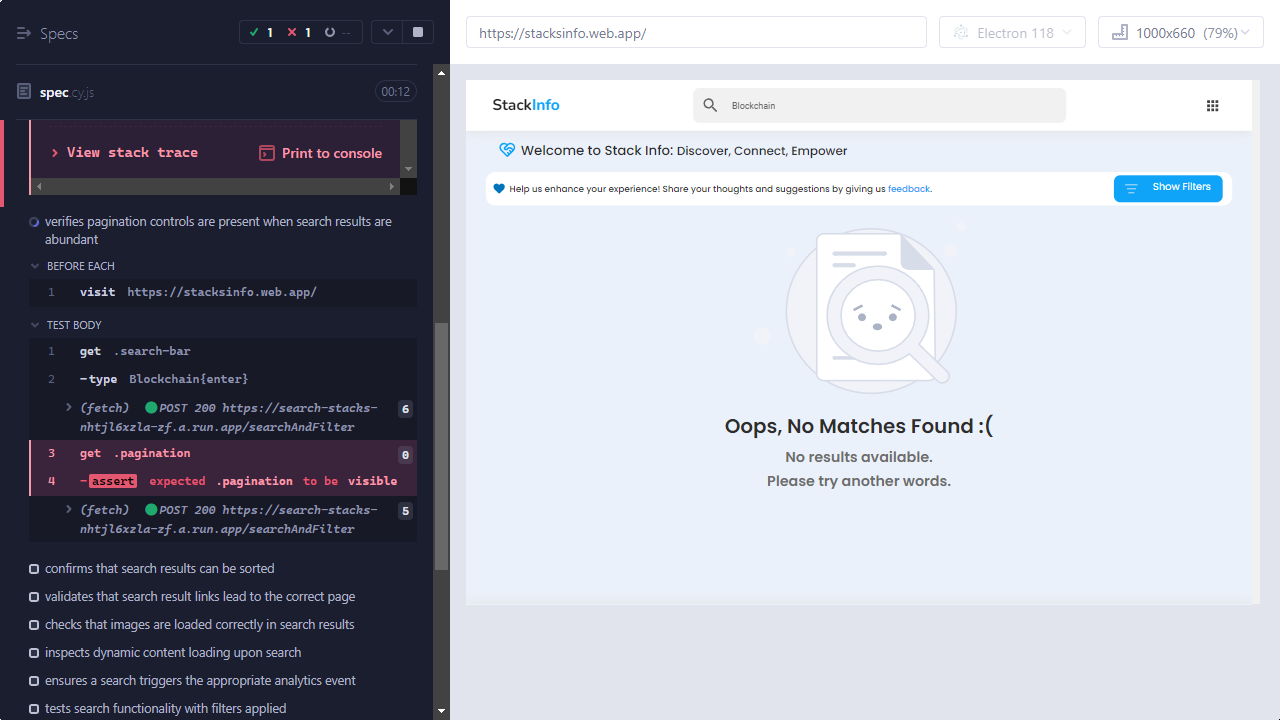 Specs
1
1
--
spec.cy.js
00:12
View stack trace
Print to console
verifies pagination controls are present when search results are
abundant
BEFORE EACH
1 visit https://stacksinfo.web.app/
TEST BODY
1 get .search-bar
2 -type Blockchain{enter}
(fetch) POST 200 https://search-stacks-
nhtjl6xzla-zf.a.run.app/searchAndFilter
6
3 get .pagination 0
4 -assert expected .pagination to be visible
(fetch) POST 200 https://search-stacks-
nhtjl6xzla-zf.a.run.app/searchAndFilter
5
confirms that search results can be sorted
validates that search result links lead to the correct page
checks that images are loaded correctly in search results
inspects dynamic content loading upon search
ensures a search triggers the appropriate analytics event
tests search functionality with filters applied
https://stacksinfo.web.app/
Electron 118
1000x660 (79%)
StackInfo
Blockchain
Welcome to Stack Info: Discover, Connect, Empower
Help us enhance your experience! Share your thoughts and suggestions by giving us feedback.
Show Filters
Oops, No Matches Found :(
No results available.
Please try another words.